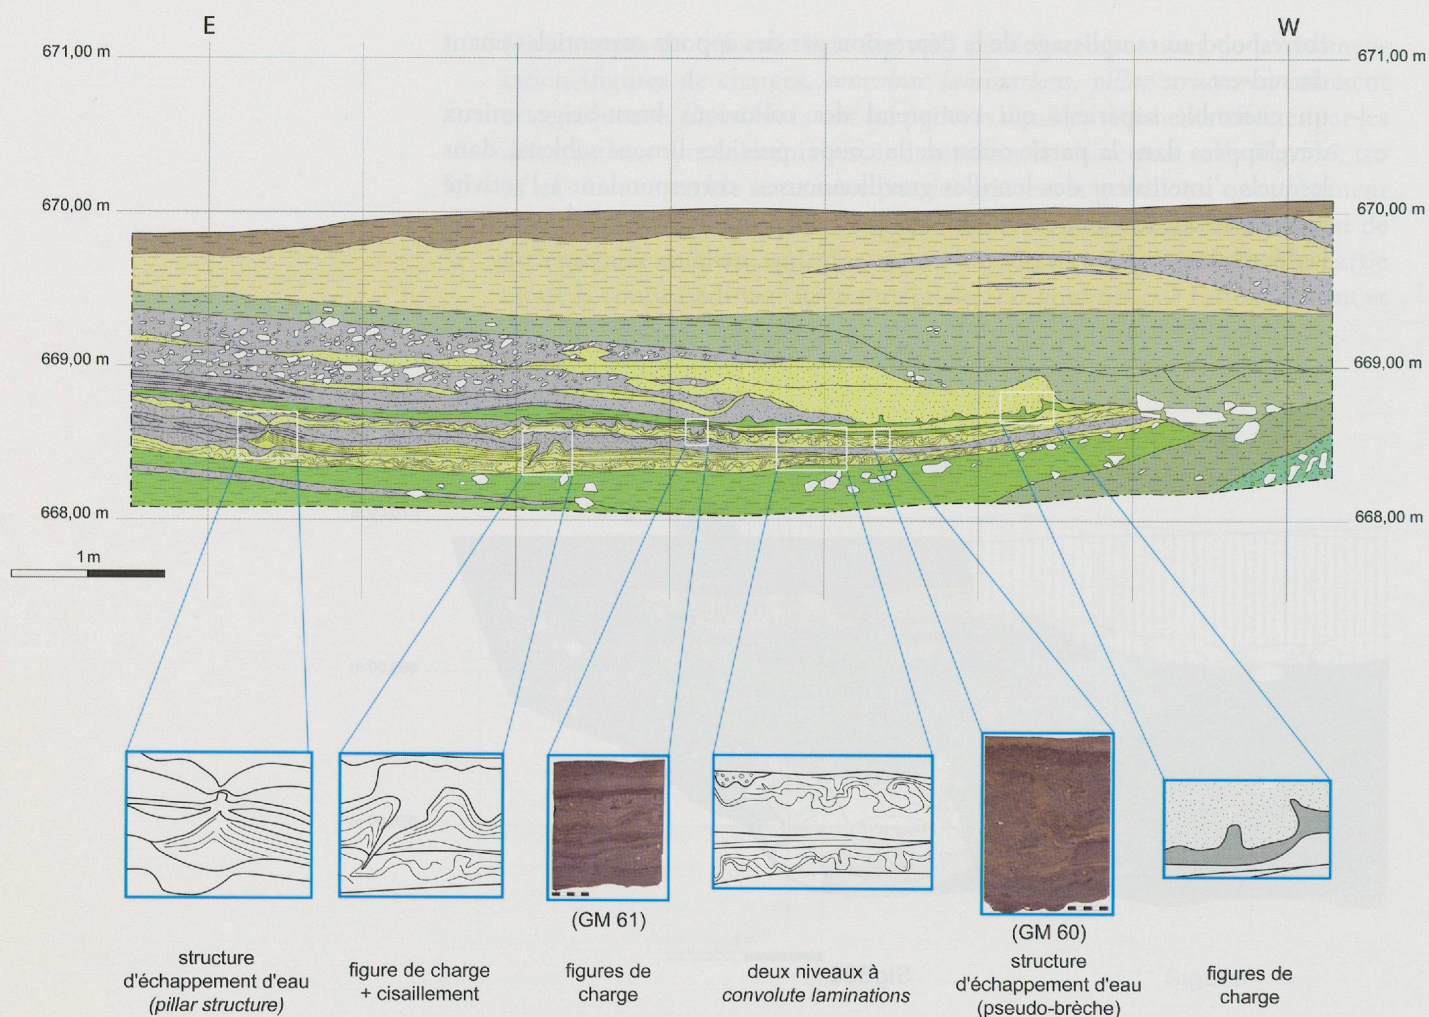 E
W
671,00 m
671,00 m
670,00 m
670,00 m
669,00 m
669,00 m
668,00 m
668,00 m
1 m
structure
d'échappement d'eau
(pillar structure)
figure de charge
+ cisaillement
(GM 61)
figures de
charge
deux niveaux à
convolute laminations
(GM 60)
structure
d'échappement d'eau
(pseudo-brèche)
figures de
charge